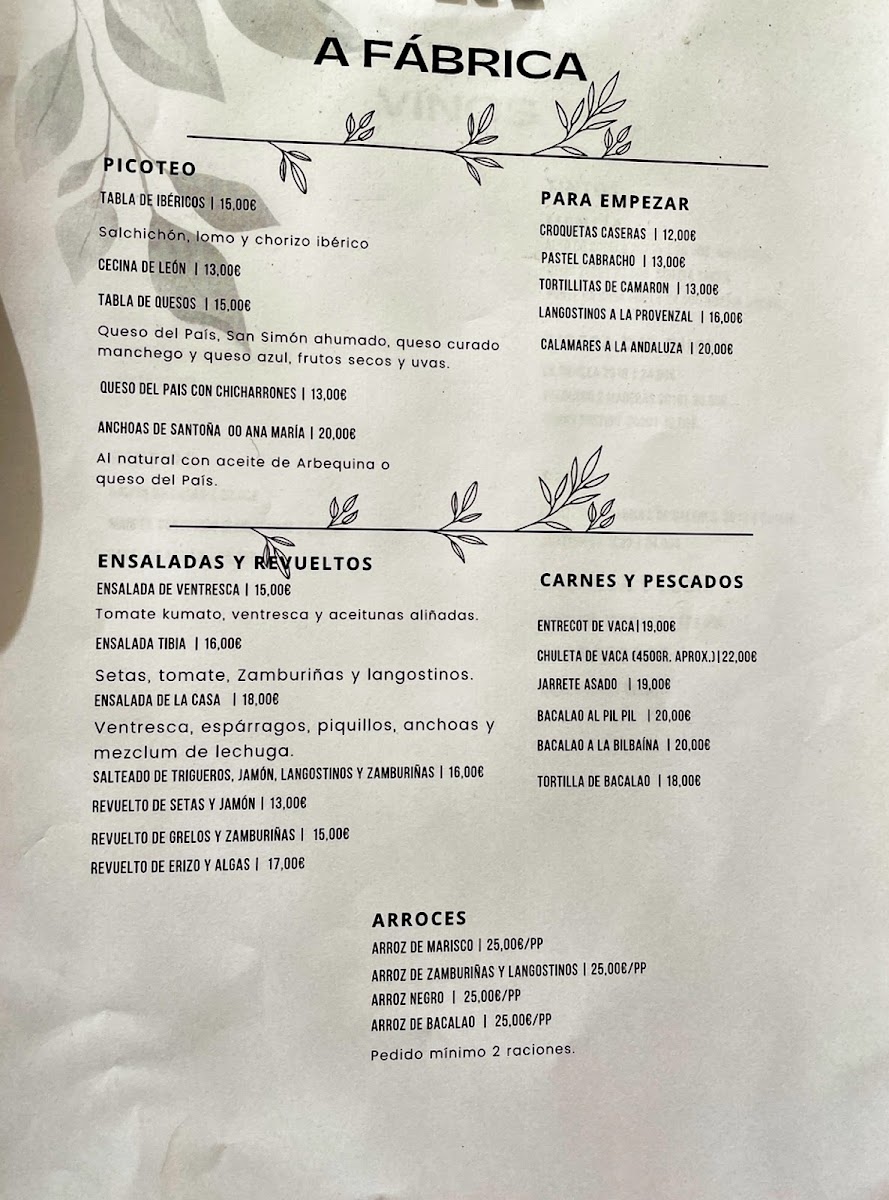 A FÁBRICA
PICOTEO
TABLA DE IBÉRICOS | 15,00€
Salchichón, lomo y chorizo ibérico
CECINA DE LEÓN | 13,00€
TABLA DE QUESOS | 15,00€
Queso del País, San Simón ahumado, queso curado
manchego y queso azul, frutos secos y uvas.
QUESO DEL PAIS CON CHICHARRONES | 13,00€
ANCHOAS DE SANTOÑA OO ANA MARÍA | 20,00€
Al natural con aceite de Arbequina o
queso del País.
PARA EMPEZAR
CROQUETAS CASERAS | 12,00€
PASTEL CABRACHO | 13,00€
TORTILLITAS DE CAMARON | 13,00€
LANGOSTINOS A LA PROVENZAL | 16,00€
CALAMARES A LA ANDALUZA | 20,00€
ENSALADAS Y REVUELTOS
ENSALADA DE VENTRESCA | 15,00€
Tomate kumato, ventresca y aceitunas aliñadas.
ENSALADA TIBIA | 16,00€
Setas, tomate, Zamburiñas y langostinos.
ENSALADA DE LA CASA | 18,00€
Ventresca, espárragos, piquillos, anchoas y
mezclum de lechuga.
SALTEADO DE TRIGUEROS, JAMÓN, LANGOSTINOS Y ZAMBURIÑAS | 16,00€
REVUELTO DE SETAS Y JAMÓN | 13,00€
REVUELTO DE GRELOS Y ZAMBURIÑAS | 15,00€
REVUELTO DE ERIZO Y ALGAS | 17,00€
CARNES Y PESCADOS
ENTRECOT DE VACA|19,00€
CHULETA DE VACA (450GR. APROX.)|22,00€
JARRETE ASADO | 19,00€
BACALAO AL PIL PIL | 20,00€
BACALAO A LA BILBAÍNA | 20,00€
TORTILLA DE BACALAO | 18,00€
ARROCES
ARROZ DE MARISCO | 25,00€/PP
ARROZ DE ZAMBURIÑAS Y LANGOSTINOS | 25,00€/PP
ARROZ NEGRO | 25,00€/PP
ARROZ DE BACALAO | 25,00€/PP
Pedido mínimo 2 raciones.